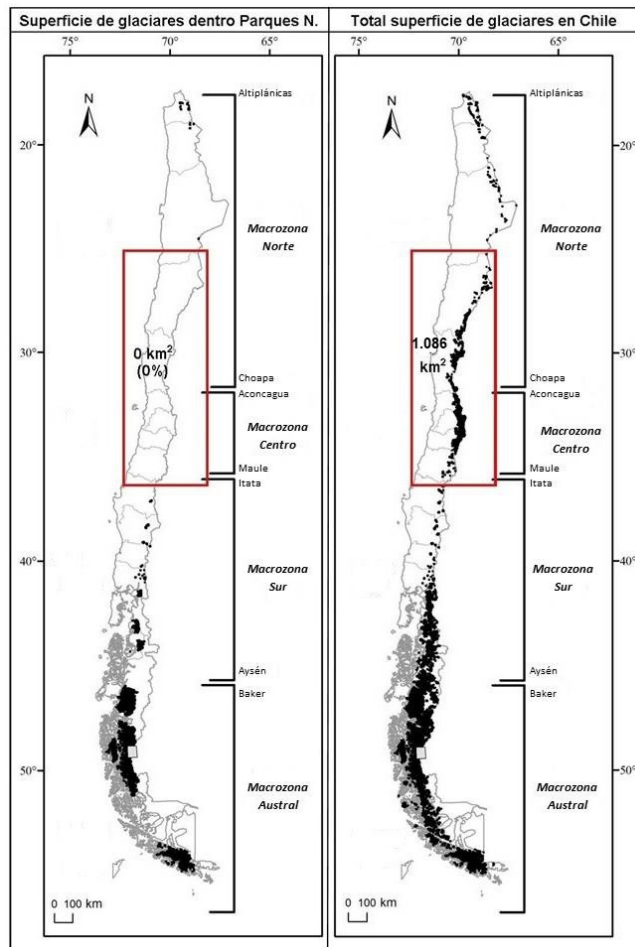 Superficie de glaciares dentro Parques N.
75° 70° 65°
N
Altiplánicas
20°
Macrozona
Norte
0 km²
(0%)
30°
Choapa
Aconcagua
Macrozona
Centro
Maule
Itata
40°
Macrozona
Sur
Aysén
Baker
50°
Macrozona
Austral
0 100 km
Total superficie de glaciares en Chile
75° 70° 65°
N
Altiplánicas
20°
Macrozona
Norte
1.086
km²
30°
Choapa
Aconcagua
Macrozona
Centro
Maule
Itata
40°
Macrozona
Sur
Aysén
Baker
50°
Macrozona
Austral
0 100 km